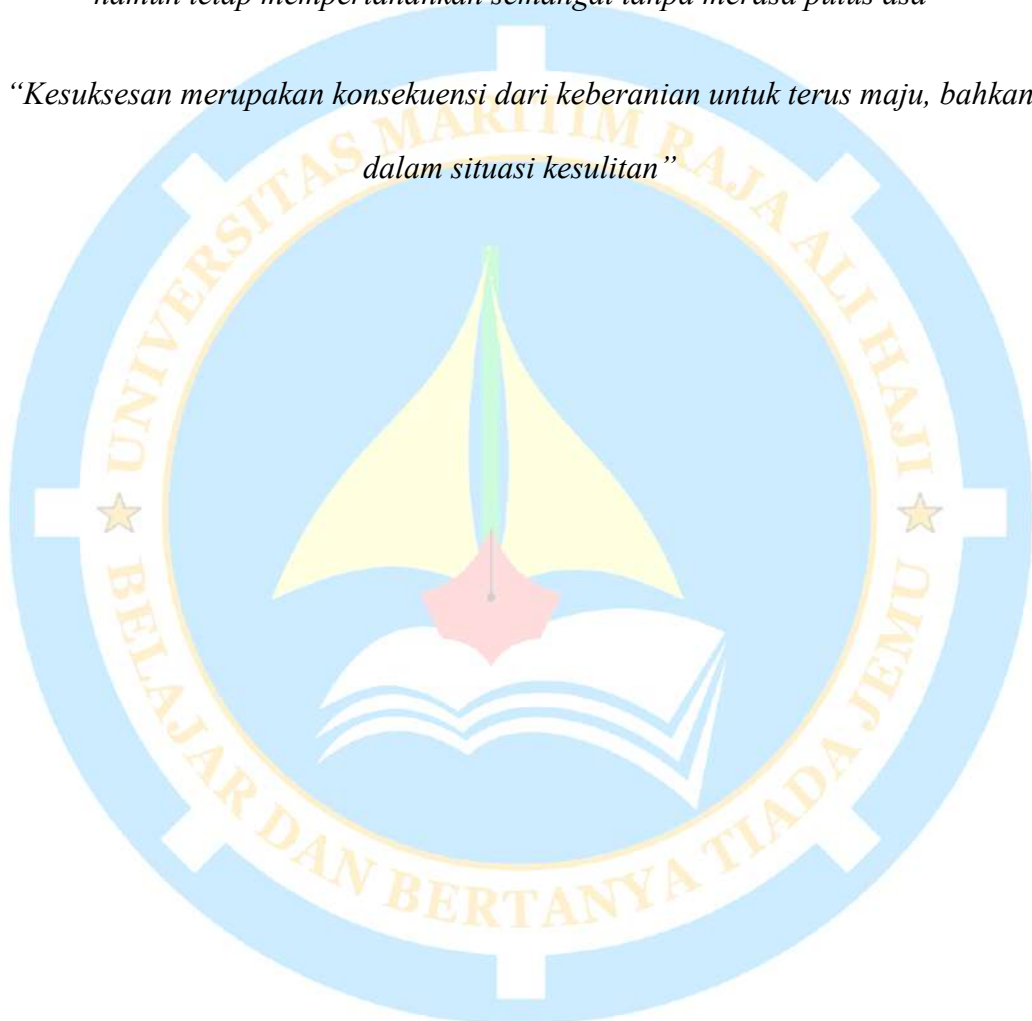 namun tetap mempertahankan semangat tanpa merasa putus asa”
“Kesuksesan merupakan konsekuensi dari keberanian untuk terus maju, bahkan
dalam situasi kesulitan”
UNIVERSITAS MARITIM RAJA ALI HAJI
BELAJAR DAN BERTANYA TIADA JEMU